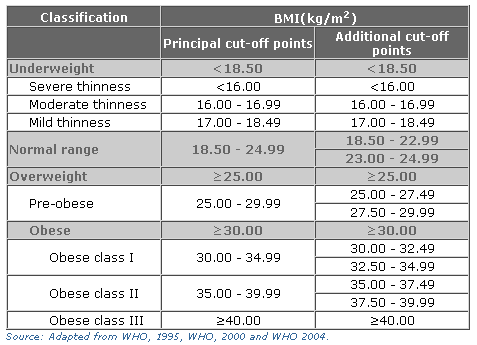 Classification BMI(kg/m²)
Principal cut-off points Additional cut-off points
Underweight <18.50 <18.50
Severe thinness <16.00 <16.00
Moderate thinness 16.00 - 16.99 16.00 - 16.99
Mild thinness 17.00 - 18.49 17.00 - 18.49
Normal range 18.50 - 24.99 18.50 - 22.99
23.00 - 24.99
Overweight ≥25.00 ≥25.00
Pre-obese 25.00 - 29.99 25.00 - 27.49
27.50 - 29.99
Obese ≥30.00 ≥30.00
Obese class I 30.00 - 34.99 30.00 - 32.49
32.50 - 34.99
Obese class II 35.00 - 39.99 35.00 - 37.49
37.50 - 39.99
Obese class III ≥40.00 ≥40.00
Source: Adapted from WHO, 1995, WHO, 2000 and WHO 2004.